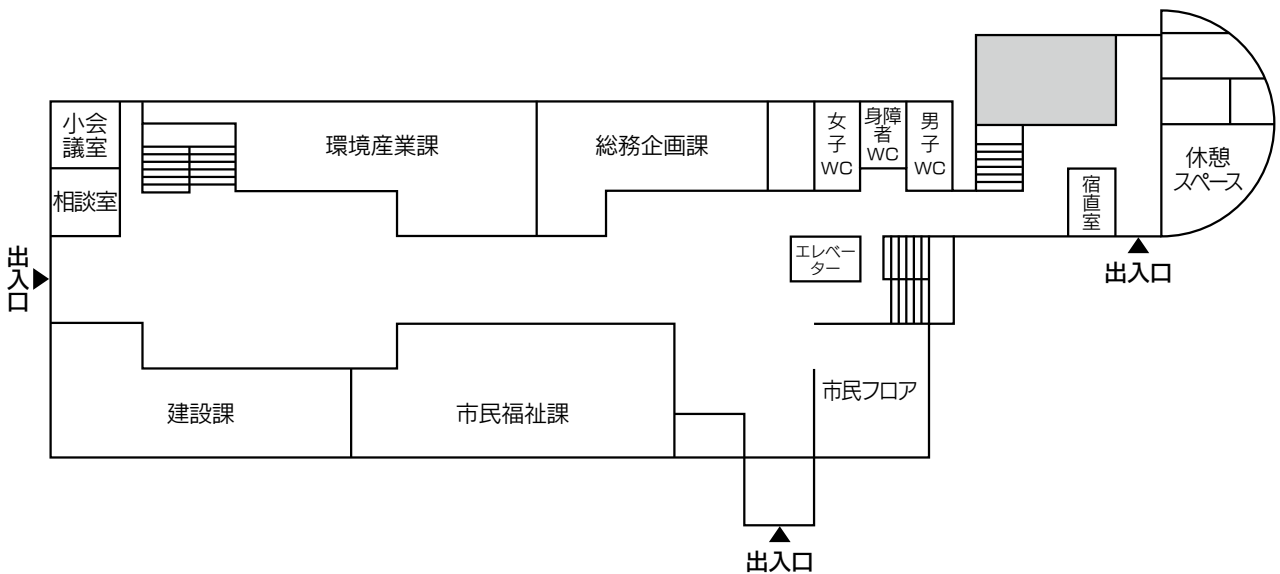 小会
議室
相談室
環境産業課
総務企画課
女子
WC
身障
者
WC
男子
WC
休憩
スペース
宿直室
エレベー
ター
出入口
出入口
建設課
市民福祉課
市民フロア
出入口